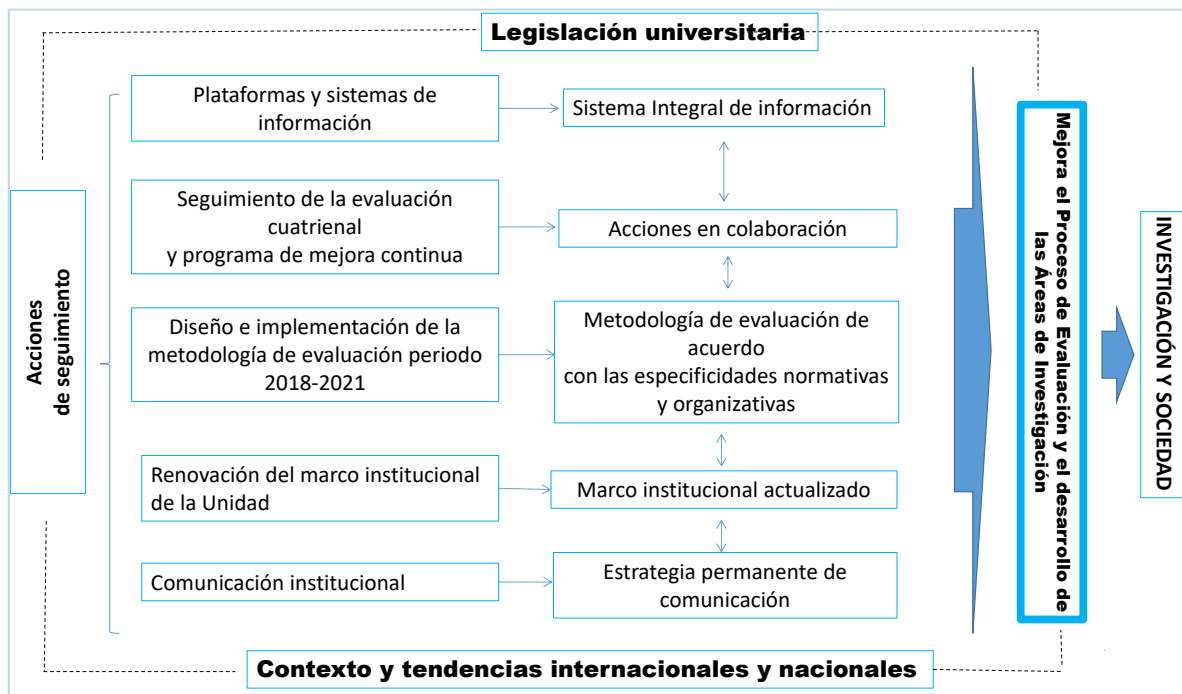 Legislación universitaria
Acciones
de seguimiento
Plataformas y sistemas de
información
Sistema Integral de información
Seguimiento de la evaluación
cuatrienal
y programa de mejora continua
Acciones en colaboración
Diseño e implementación de la
metodología de evaluación periodo
2018-2021
Metodología de evaluación de
acuerdo
con las especificidades normativas
y organizativas
Renovación del marco institucional
de la Unidad
Marco institucional actualizado
Comunicación institucional
Estrategia permanente de
comunicación
Mejora el Proceso de Evaluación y el desarrollo de
las Áreas de Investigación
INVESTIGACIÓN Y SOCIEDAD
Contexto y tendencias internacionales y nacionales